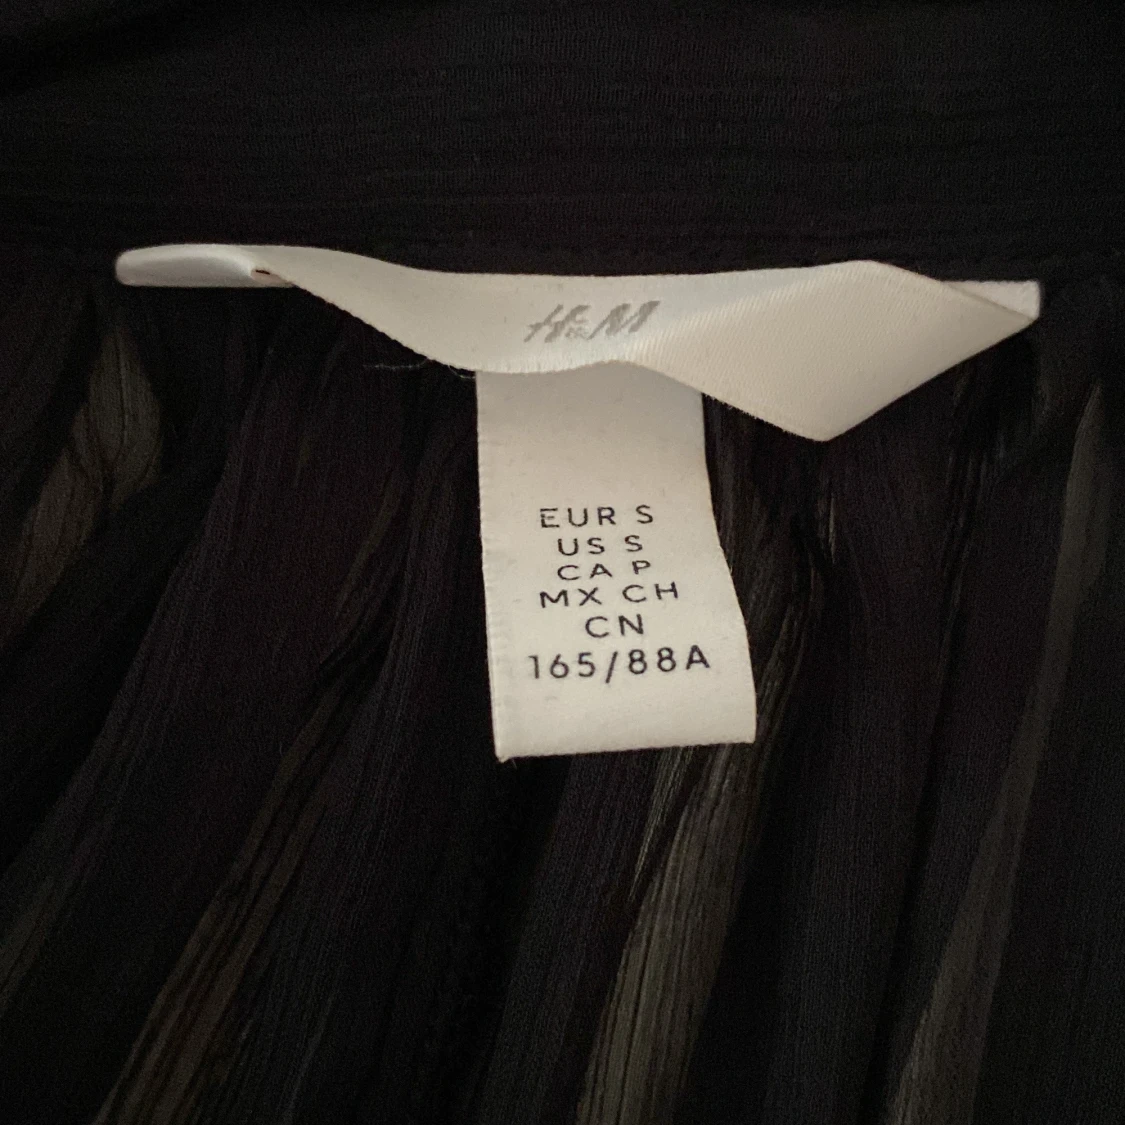 H&M
EUR S
US S
CA P
MX CH
CN
165/88A